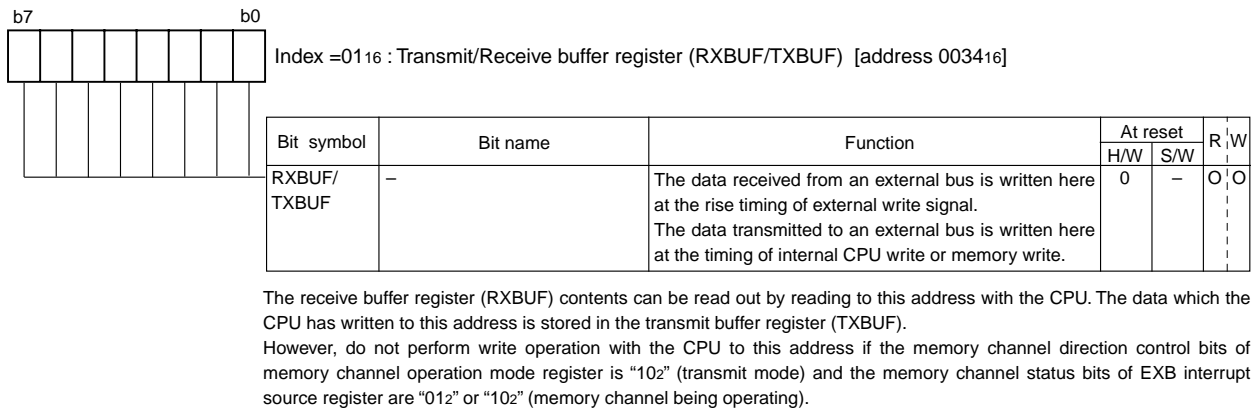 b7 b0
Index =0116 : Transmit/Receive buffer register (RXBUF/TXBUF) [address 003416]
Bit symbol Bit name Function At reset R W
H/W S/W
RXBUF/ – The data received from an external bus is written here 0 – O O
TXBUF at the rise timing of external write signal.
The data transmitted to an external bus is written here
at the timing of internal CPU write or memory write.
The receive buffer register (RXBUF) contents can be read out by reading to this address with the CPU. The data which the
CPU has written to this address is stored in the transmit buffer register (TXBUF).
However, do not perform write operation with the CPU to this address if the memory channel direction control bits of
memory channel operation mode register is “102” (transmit mode) and the memory channel status bits of EXB interrupt
source register are “012” or “102” (memory channel being operating).